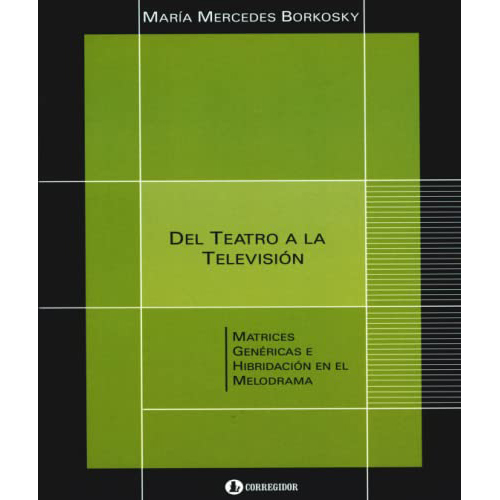 MARÍA MERCEDES BORKOSKY
DEL TEATRO A LA
TELEVISIÓN
MATRICES
GENÉRICAS E
HIBRIDACIÓN EN EL
MELODRAMA
CORREGIDOR